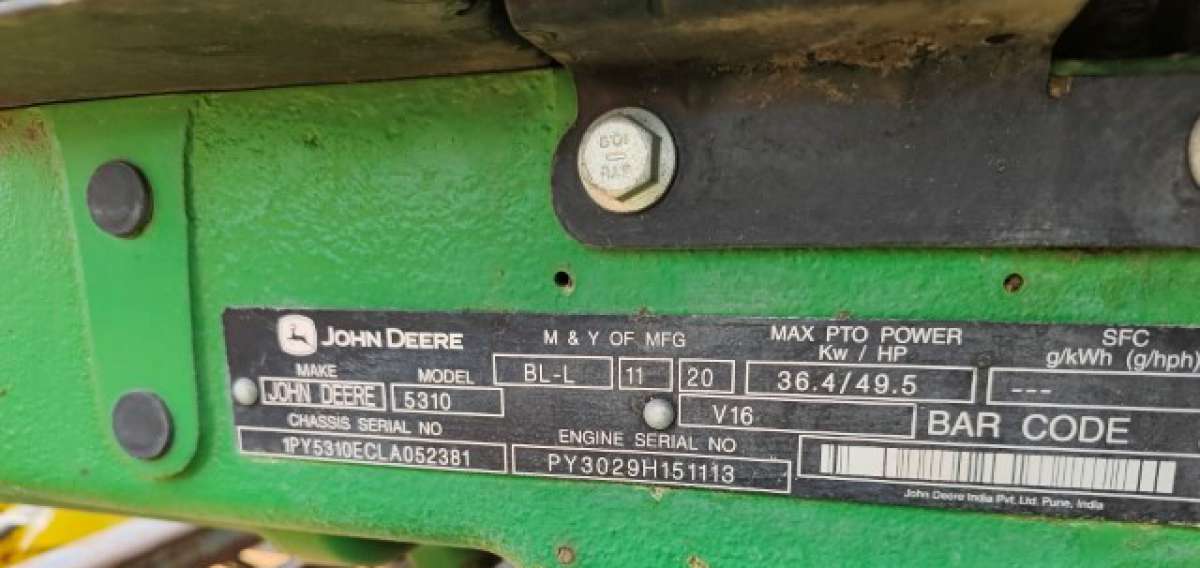 JOHN DEERE
M & Y OF MFG
MAX PTO POWER
Kw / HP
SFC
g/kWh (g/hph)
MAKE
MODEL
BL-L
11
20
36.4/49.5
---
JOHN DEERE
5310
V16
BAR CODE
CHASSIS SERIAL NO
ENGINE SERIAL NO
1PY5310ECLA052381
PY3029H151113
John Deere India Pvt. Ltd. Pune, India